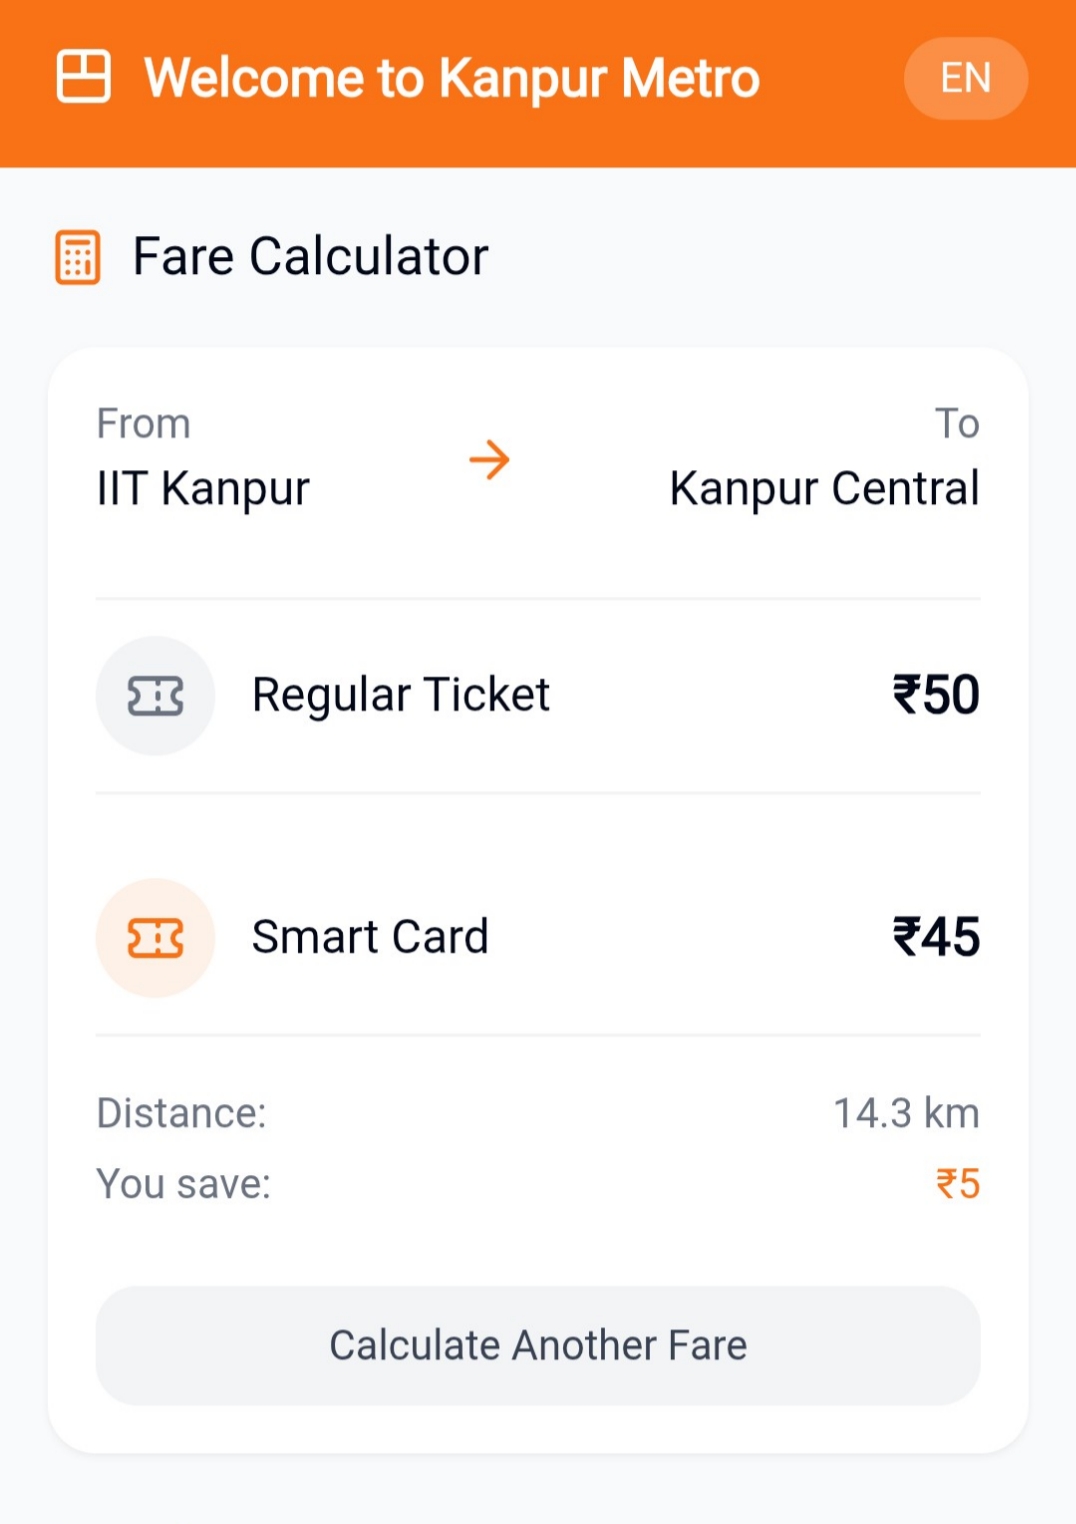 Welcome to Kanpur Metro
EN
Fare Calculator
From
To
IIT Kanpur
Kanpur Central
Regular Ticket
₹50
Smart Card
₹45
Distance:
14.3 km
You save:
₹5
Calculate Another Fare